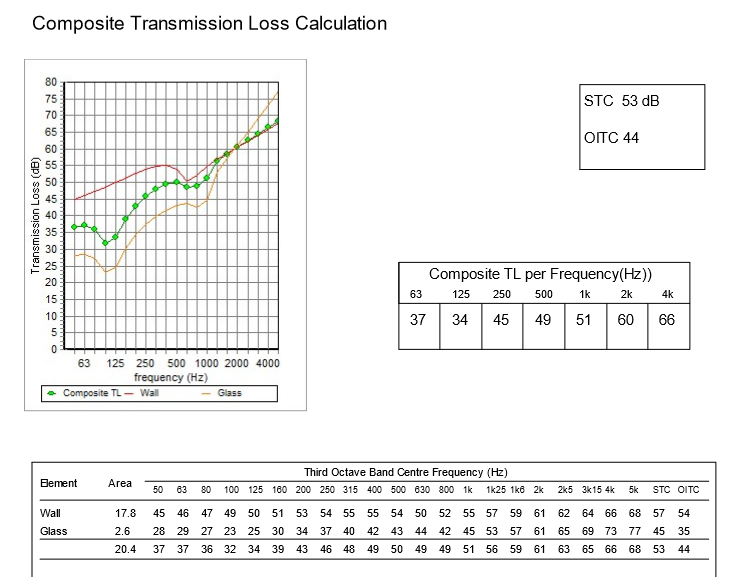 Composite Transmission Loss Calculation
80
75
70
65
60
55
50
45
40
35
30
25
20
15
10
5
0
Transmission Loss (dB)
63 125 250 500 1000 2000 4000
frequency (Hz)
Composite TL Wall Glass
STC 53 dB
OITC 44
Composite TL per Frequency(Hz))
63 125 250 500 1k 2k 4k
37 34 45 49 51 60 66
Third Octave Band Centre Frequency (Hz)
Element Area
50 63 80 100 125 160 200 250 315 400 500 630 800 1k 1k25 1k6 2k 2k5 3k15 4k 5k STC OITC
Wall 17.8 45 46 47 49 50 51 53 54 55 55 54 50 52 55 57 59 61 62 64 66 68 57 54
Glass 2.6 28 29 27 23 25 30 34 37 40 42 43 44 42 45 53 57 61 65 69 73 77 45 35
20.4 37 37 36 32 34 39 43 46 48 49 50 49 49 51 56 59 61 63 65 66 68 53 44